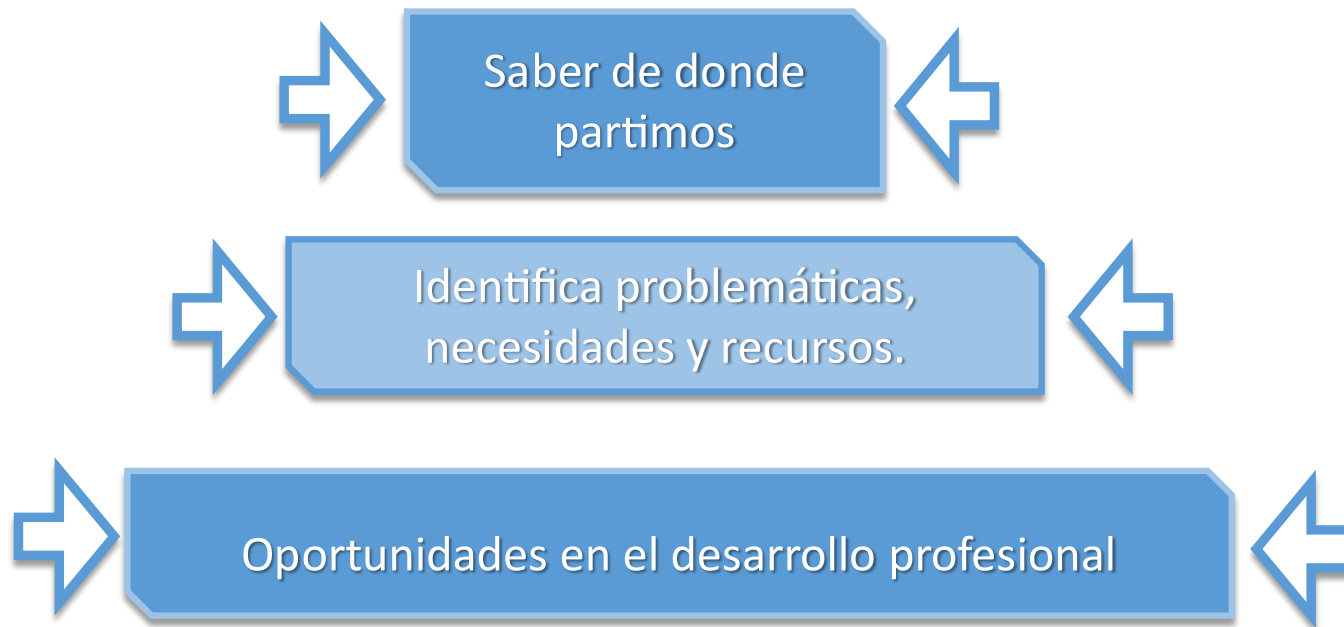 Saber de donde
partimos
Identifica problemáticas,
necesidades y recursos.
Oportunidades en el desarrollo profesional